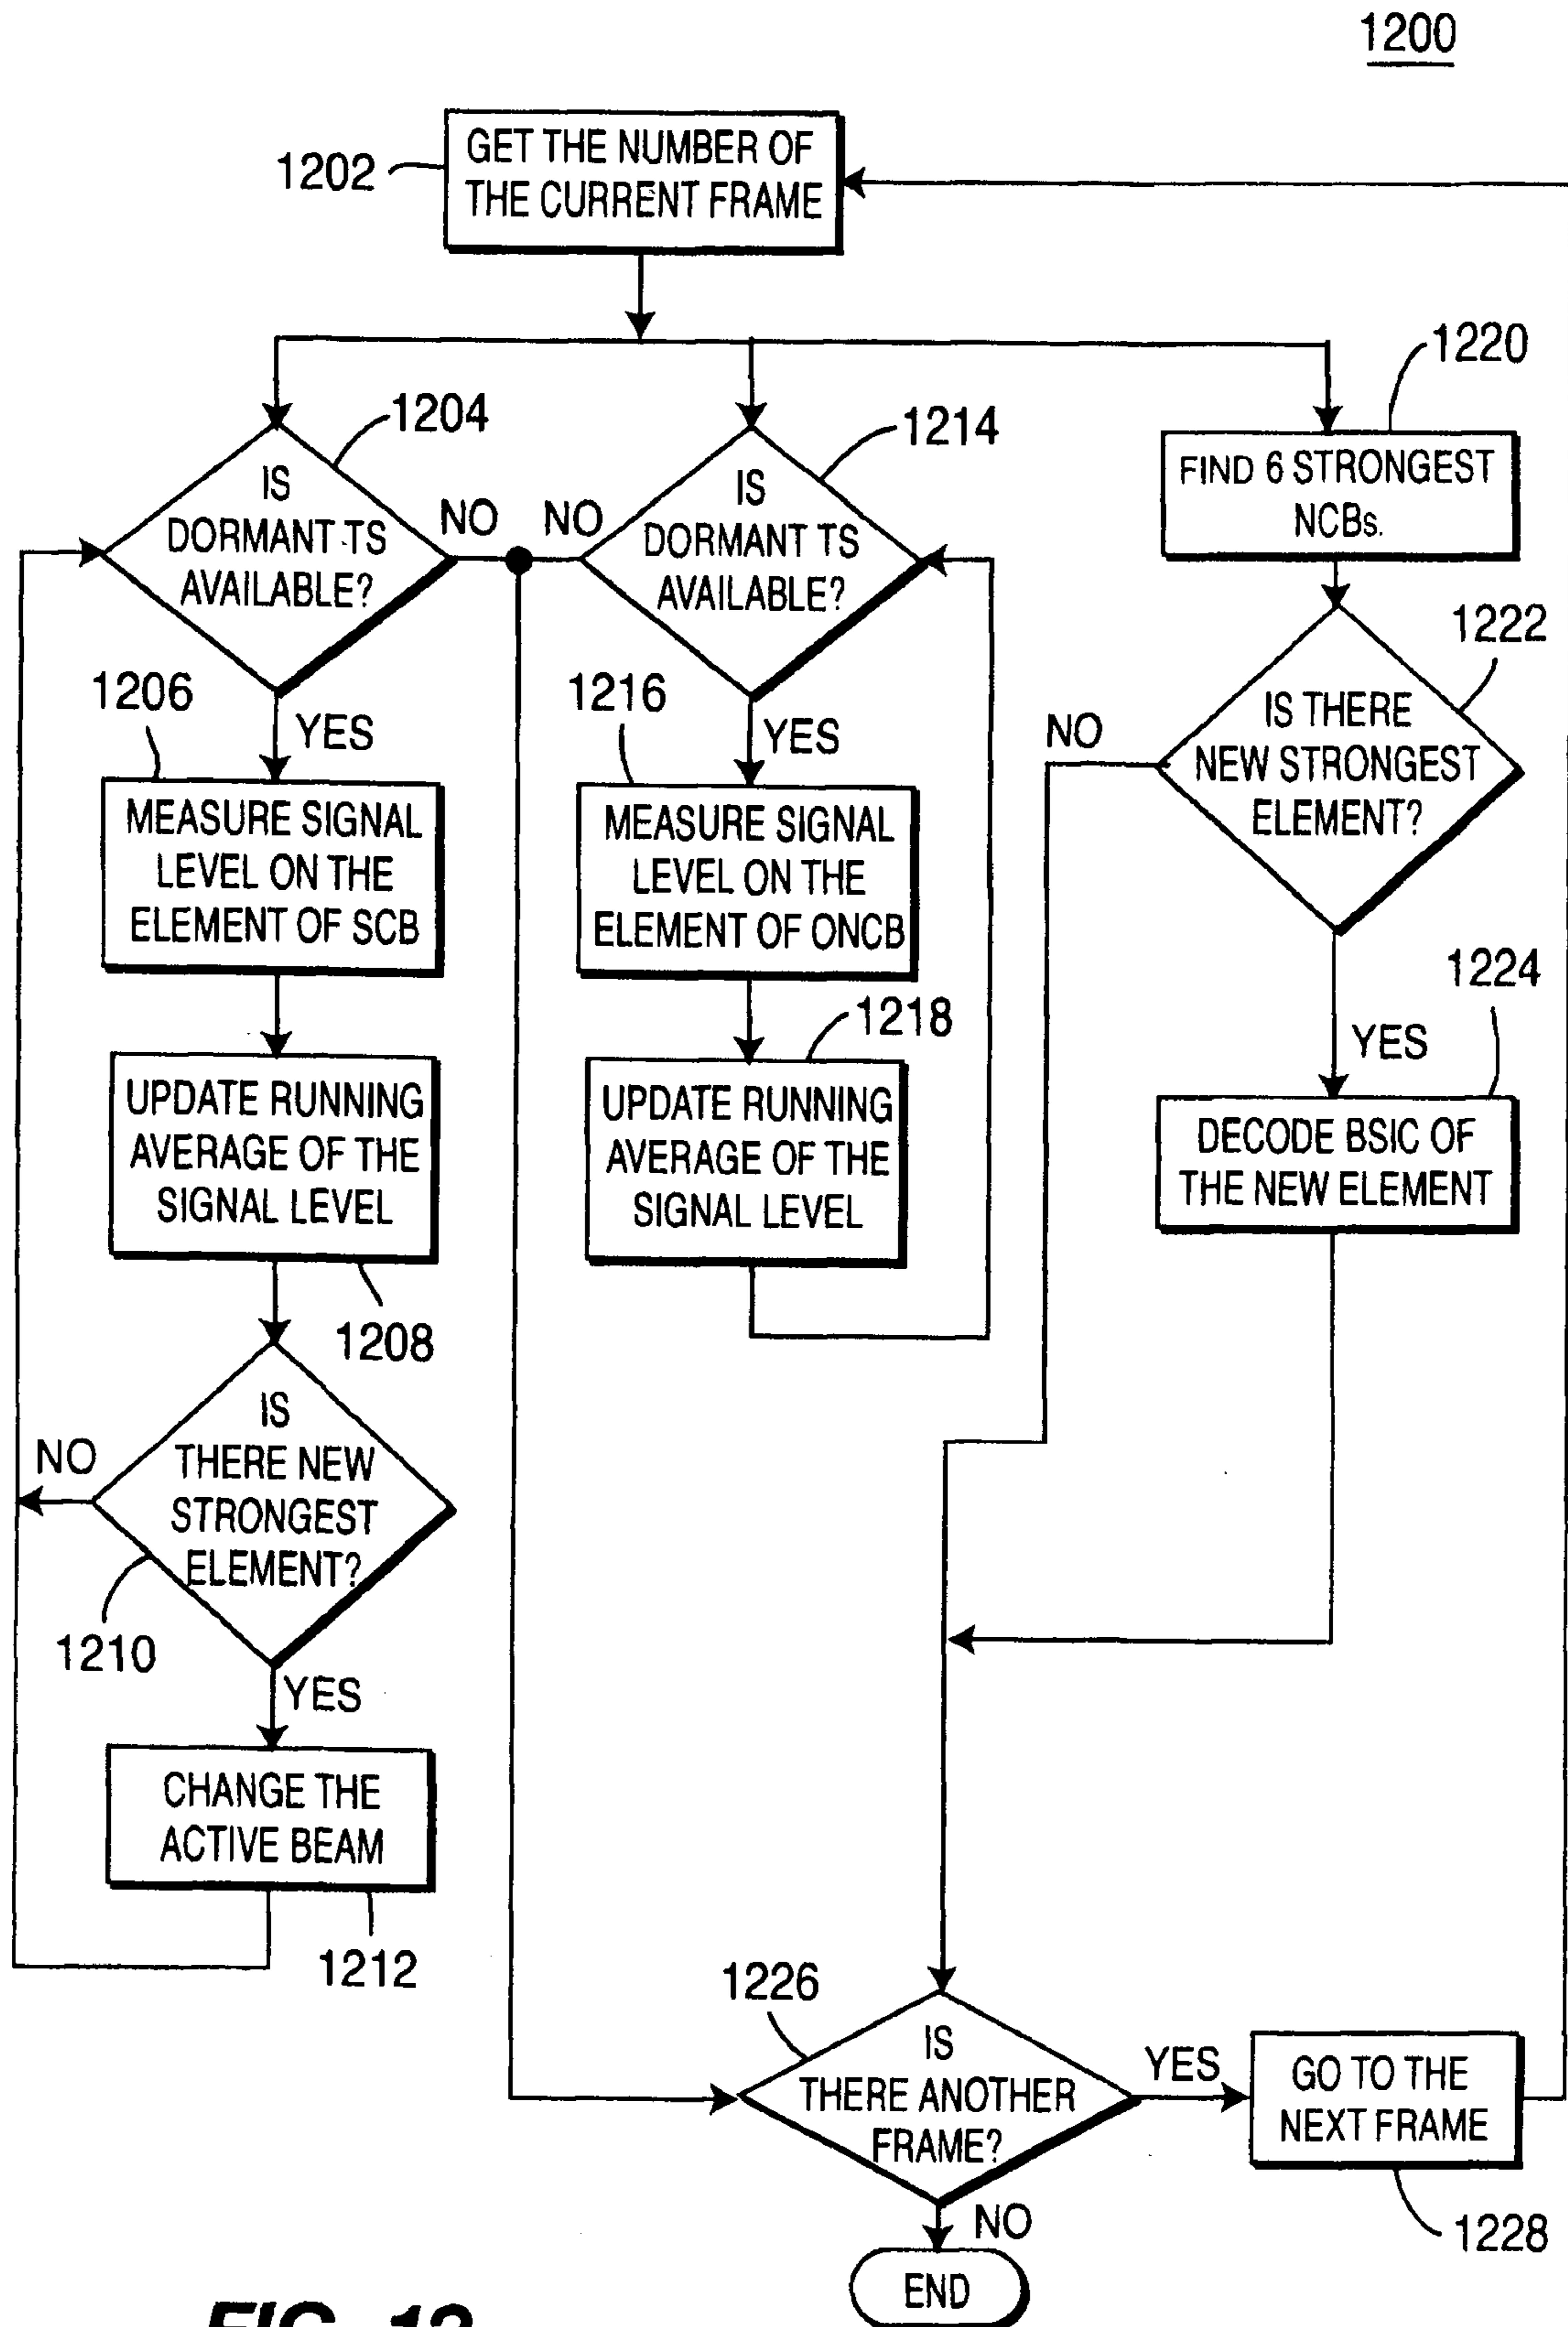 1200
1202
GET THE NUMBER OF
THE CURRENT FRAME
1204
IS
DORMANT TS
AVAILABLE?
NO
YES
1214
IS
DORMANT TS
AVAILABLE?
NO
YES
1220
FIND 6 STRONGEST
NCBs.
1222
IS THERE
NEW STRONGEST
ELEMENT?
NO
YES
1206
MEASURE SIGNAL
LEVEL ON THE
ELEMENT OF SCB
1216
MEASURE SIGNAL
LEVEL ON THE
ELEMENT OF ONCB
1224
DECODE BSIC OF
THE NEW ELEMENT
UPDATE RUNNING
AVERAGE OF THE
SIGNAL LEVEL
1208
1218
UPDATE RUNNING
AVERAGE OF THE
SIGNAL LEVEL
IS
THERE NEW
STRONGEST
ELEMENT?
NO
1210
YES
CHANGE THE
ACTIVE BEAM
1212
1226
IS
THERE ANOTHER
FRAME?
YES
GO TO THE
NEXT FRAME
1228
NO
END
FIG. 12